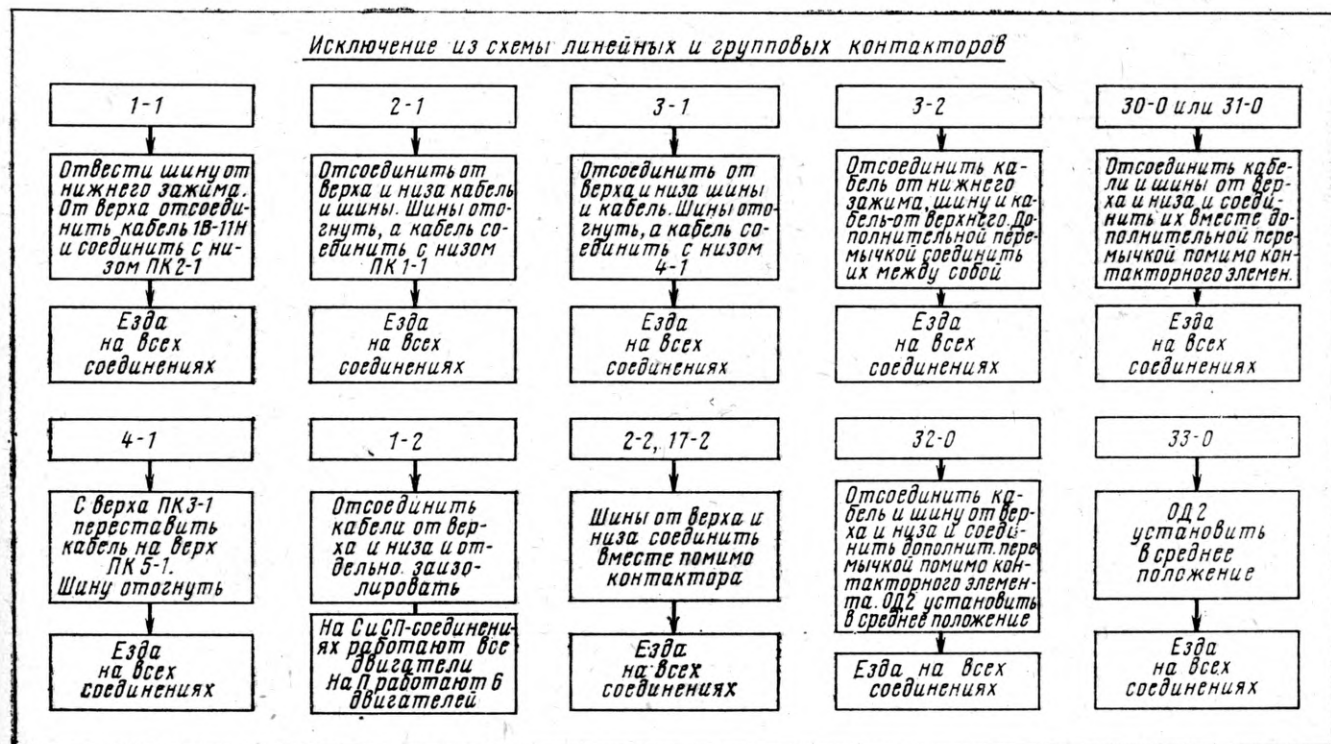 Исключение из схемы линейных и групповых контакторов
1-1
Отвести шину от
нижнего зажима.
От верха отсоеди-
нить кабель 1В-11Н
и соединить с ни-
зом ПК2-1
Езда
на всех
соединениях
2-1
Отсоединить от
верха и низа кабель
и шины. Шины ото-
гнуть, а кабель со-
единить с низом
ПК1-1
Езда
на всех
соединениях
3-1
Отсоединить от
верха и низа шины
и кабель. Шины ото-
гнуть, а кабель со-
единить с низом
4-1
Езда
на всех
соединениях
3-2
Отсоединить ка-
бель от нижнего
зажима, шину и ка-
бель-от верхнего. До-
полнительной пере-
мычкой соединить
их между собой
Езда
на всех
соединениях
30-0 или 31-0
Отсоединить кабе-
ли и шины от вер-
ха и низа, и соеди-
нить их вместе до-
полнительной пере-
мычкой помимо кон-
такторного элемен.
Езда
на всех
соединениях
4-1
С верха ПК3-1
переставить
кабель на верх
ПК5-1.
Шину отогнуть
Езда
на всех
соединениях
1-2
Отсоединить
кабели от вер-
ха и низа и от-
дельно. заизо-
лировать
На С и СП-соединени-
ях работают все
двигатели
На П работают 6
двигателей
2-2, 17-2
Шины от верха и
низа соединить
вместе помимо
контактора
Езда
на всех
соединениях
32-0
Отсоединить ка-
бель и шину от вер-
ха и низа и соеди-
нить дополнит. пере-
мычкой помимо кон-
такторного элемен-
та. ОД2 установить
в среднее положение
Езда на всех
соединениях
33-0
ОД2
установить
в среднее
положение
Езда
на всех
соединениях